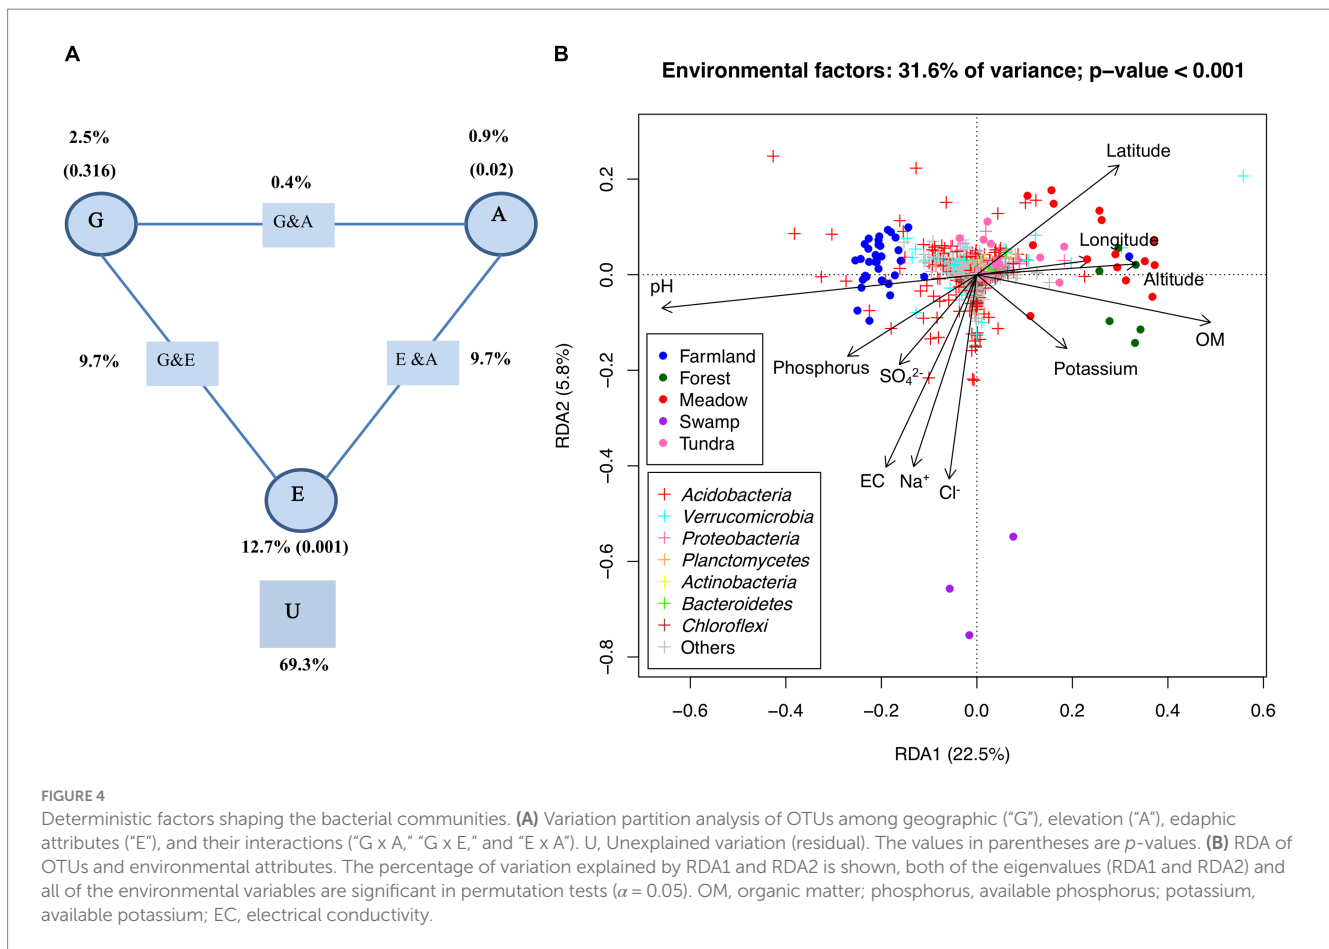 A
2.5%
(0.316)
0.9%
(0.02)
0.4%
G
G&A
A
9.7%
G&E
E &A
9.7%
E
12.7% (0.001)
U
69.3%
B
Environmental factors: 31.6% of variance; p−value < 0.001
RDA2 (5.8%)
0.2
0.0
−0.2
−0.4
−0.6
−0.8
Latitude
Longitude
Altitude
pH
OM
Phosphorus
SO₄²⁻
Potassium
EC
Na⁺
Cl⁻
Farmland
Forest
Meadow
Swamp
Tundra
Acidobacteria
Verrucomicrobia
Proteobacteria
Planctomycetes
Actinobacteria
Bacteroidetes
Chloroflexi
Others
−0.6
−0.4
−0.2
0.0
0.2
0.4
0.6
RDA1 (22.5%)
FIGURE 4
Deterministic factors shaping the bacterial communities. (A) Variation partition analysis of OTUs among geographic (“G”), elevation (“A”), edaphic
attributes (“E”), and their interactions (“G x A,” “G x E,” and “E x A”). U, Unexplained variation (residual). The values in parentheses are p-values. (B) RDA of
OTUs and environmental attributes. The percentage of variation explained by RDA1 and RDA2 is shown, both of the eigenvalues (RDA1 and RDA2) and
all of the environmental variables are significant in permutation tests (α = 0.05). OM, organic matter; phosphorus, available phosphorus; potassium,
available potassium; EC, electrical conductivity.